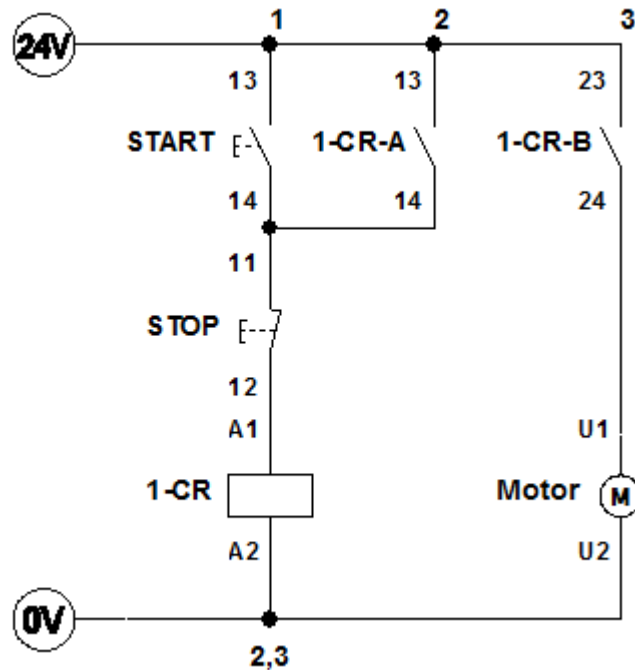 1 2 3
24V
13 13 23
START 1-CR-A 1-CR-B
14 14 24
11
STOP
12
A1 U1
1-CR Motor M
A2 U2
0V
2,3